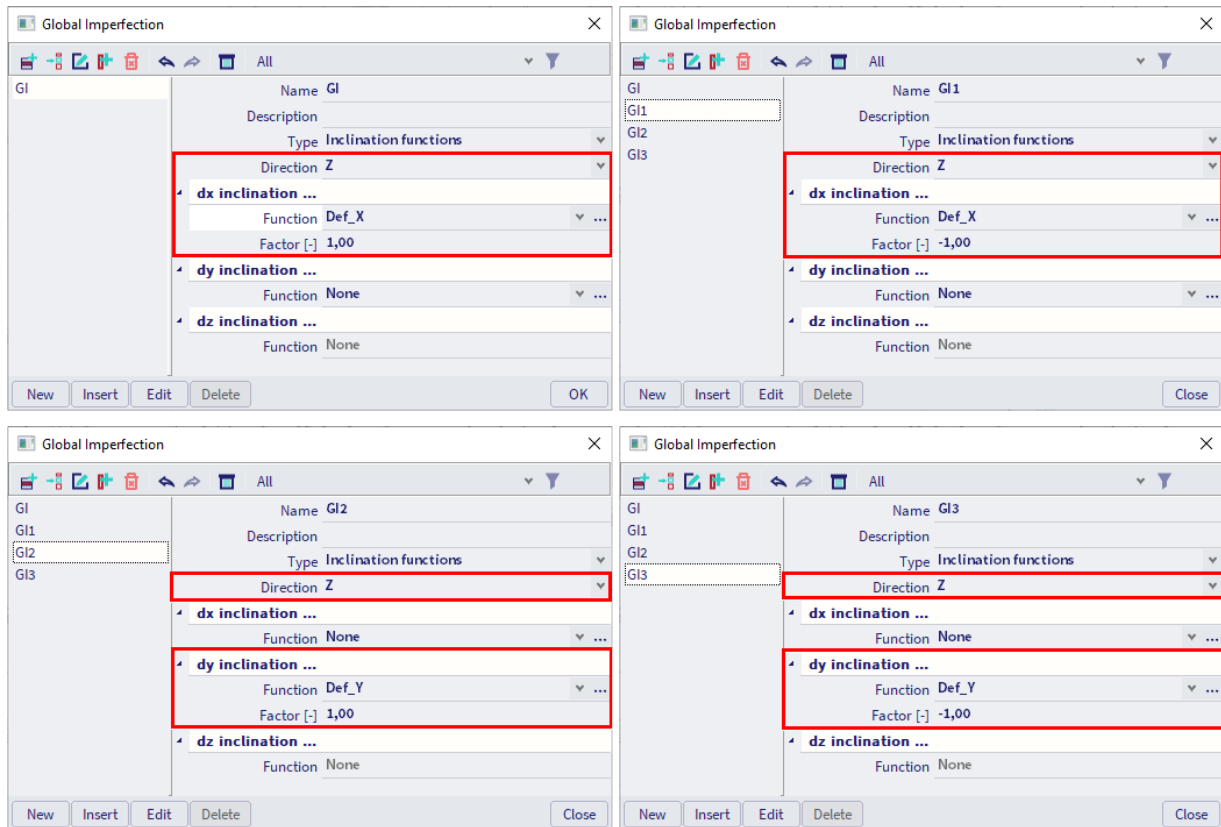 Global Imperfection
All
GI
Name GI
Description
Type Inclination functions
Direction Z
dx inclination ...
Function Def_X ...
Factor [-] 1,00
dy inclination ...
Function None ...
dz inclination ...
Function None
New Insert Edit Delete OK
Global Imperfection
All
GI
GI1
GI2
GI3
Name GI1
Description
Type Inclination functions
Direction Z
dx inclination ...
Function Def_X ...
Factor [-] -1,00
dy inclination ...
Function None ...
dz inclination ...
Function None
New Insert Edit Delete Close
Global Imperfection
All
GI
GI1
GI2
GI3
Name GI2
Description
Type Inclination functions
Direction Z
dx inclination ...
Function None ...
dy inclination ...
Function Def_Y ...
Factor [-] 1,00
dz inclination ...
Function None
New Insert Edit Delete Close
Global Imperfection
All
GI
GI1
GI2
GI3
Name GI3
Description
Type Inclination functions
Direction Z
dx inclination ...
Function None ...
dy inclination ...
Function Def_Y ...
Factor [-] -1,00
dz inclination ...
Function None
New Insert Edit Delete Close